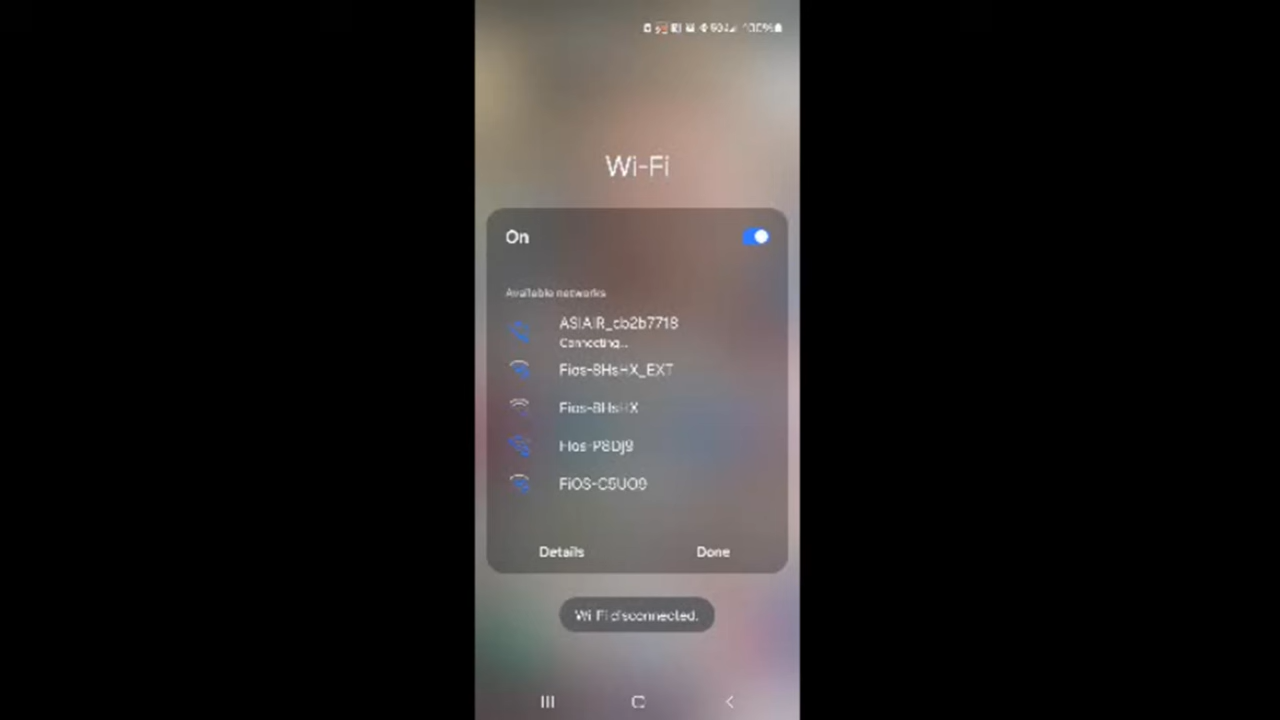 100%
Wi-Fi
On
Available networks
ASIAIR_cb2b7718
Connecting...
Fios-8HsHX_EXT
Fios-8HsHX
Fios-P8Dj9
FiOS-C5UO9
Details
Done
Wi-Fi disconnected.